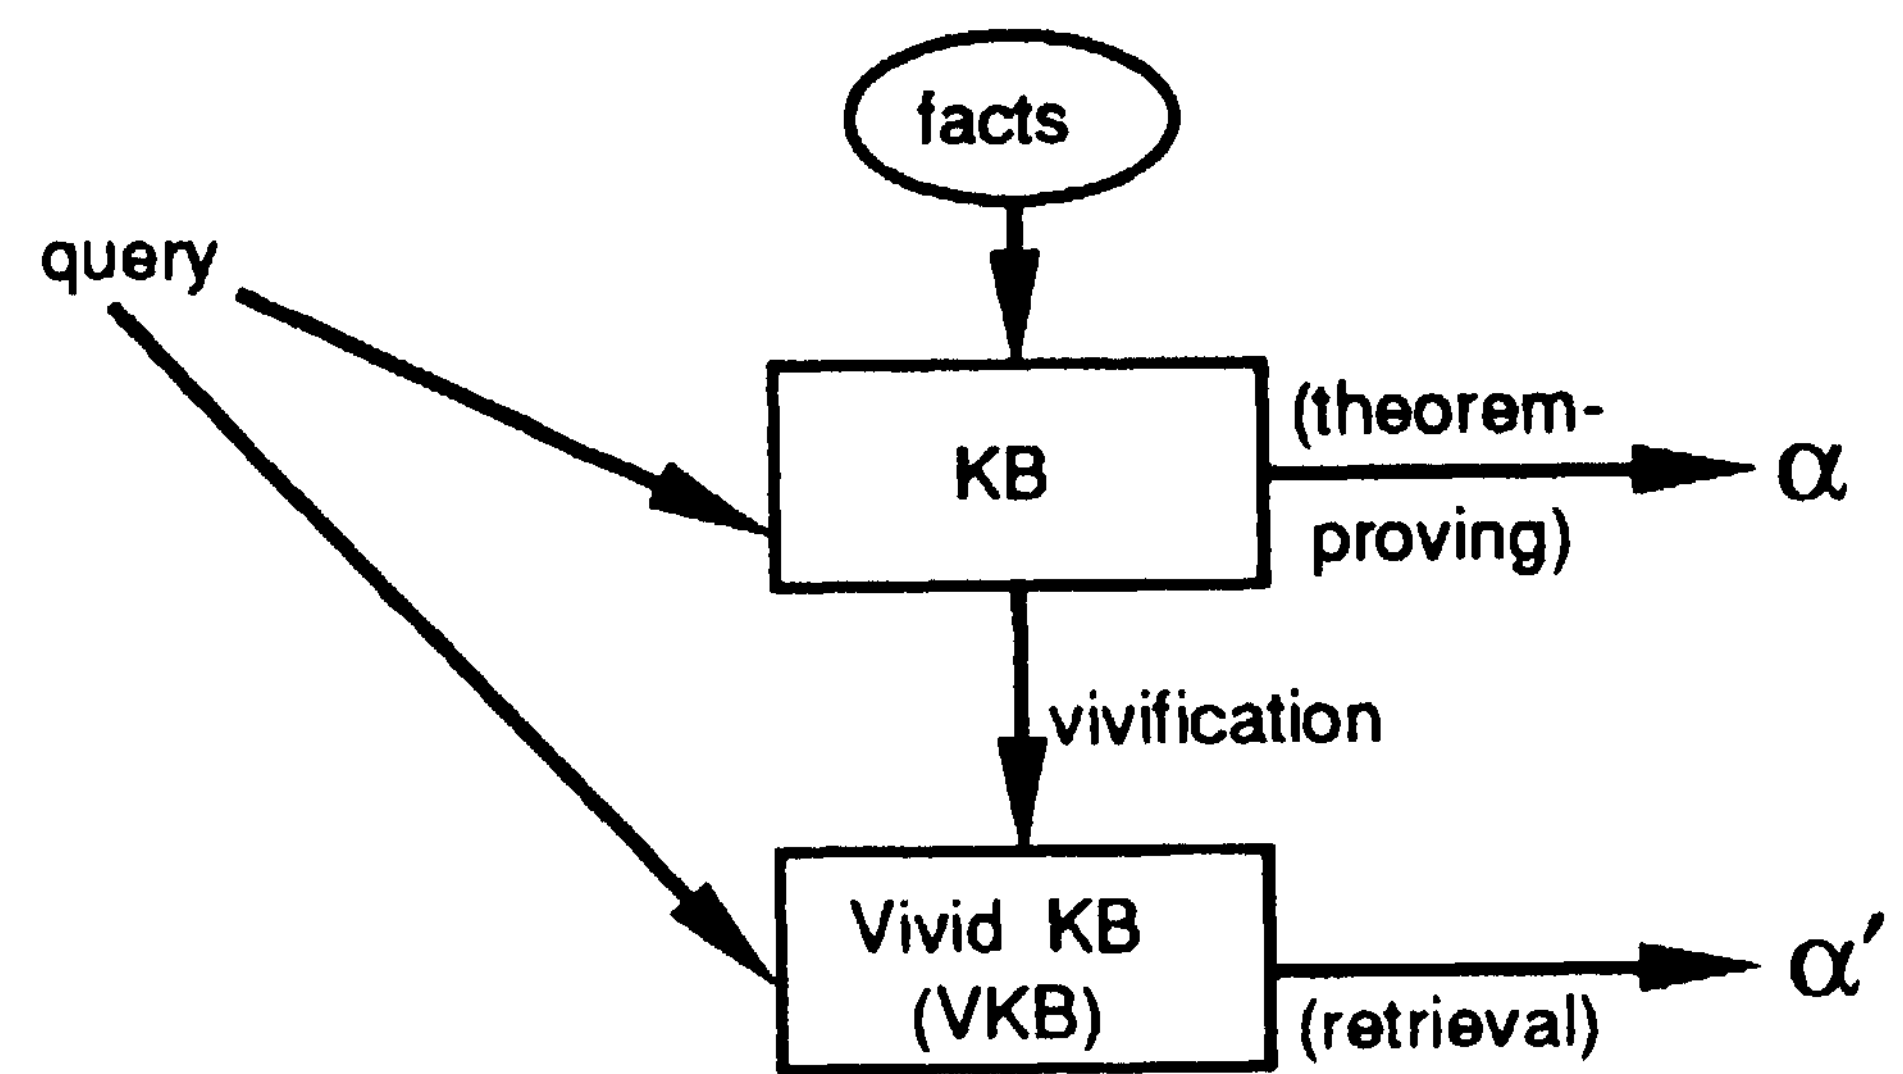 facts
query
(theorem-
KB
α
proving)
vivification
Vivid KB
(VKB)
α′
(retrieval)